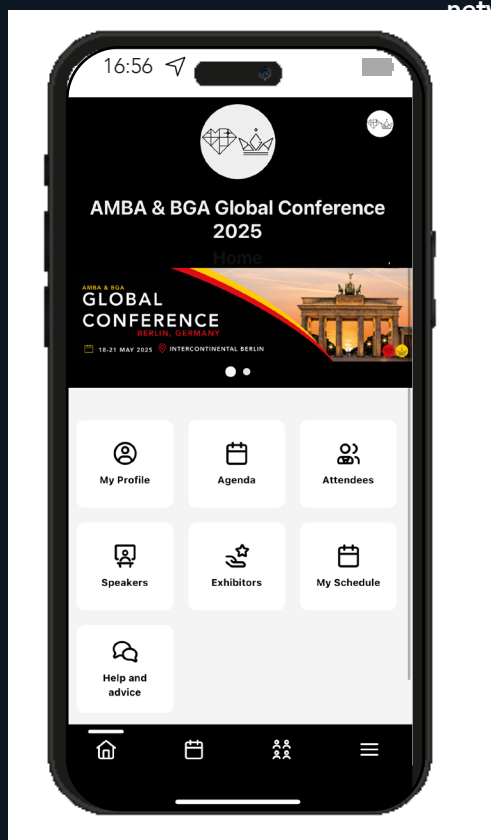 netw
16:56
AMBA & BGA Global Conference
2025
Home
AMBA & BGA
GLOBAL
CONFERENCE
BERLIN, GERMANY
18-21 MAY 2025 INTERCONTINENTAL BERLIN
My Profile
Agenda
Attendees
Speakers
Exhibitors
My Schedule
Help and
advice